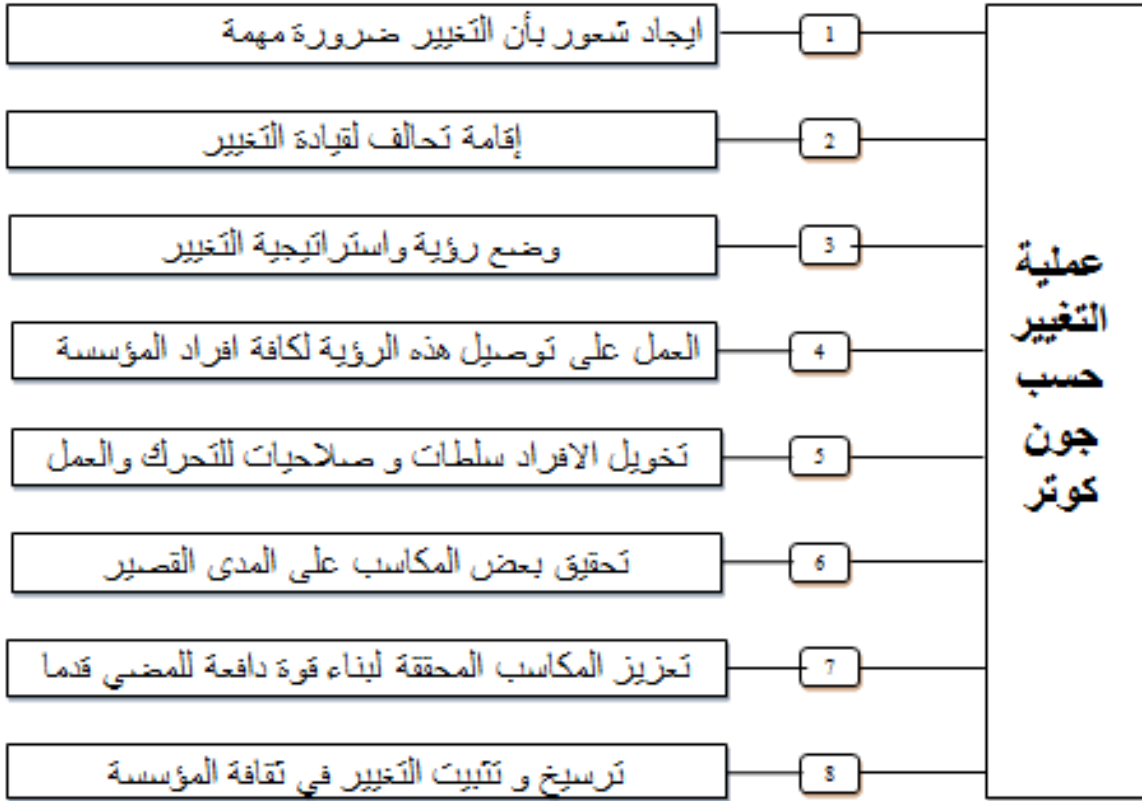 عملية
التغيير
حسب
جون
كوتر
1
ايجاد شعور بأن التغيير ضرورة مهمة
2
إقامة تحالف لقيادة التغيير
3
وضع رؤية واستراتيجية التغيير
4
العمل على توصيل هذه الرؤية لكافة افراد المؤسسة
5
تخويل الافراد سلطات و صلاحيات للتحرك والعمل
6
تحقيق بعض المكاسب على المدى القصير
7
تعزيز المكاسب المحققة لبناء قوة دافعة للمضي قدما
8
ترسيخ و تثبيت التغيير في ثقافة المؤسسة